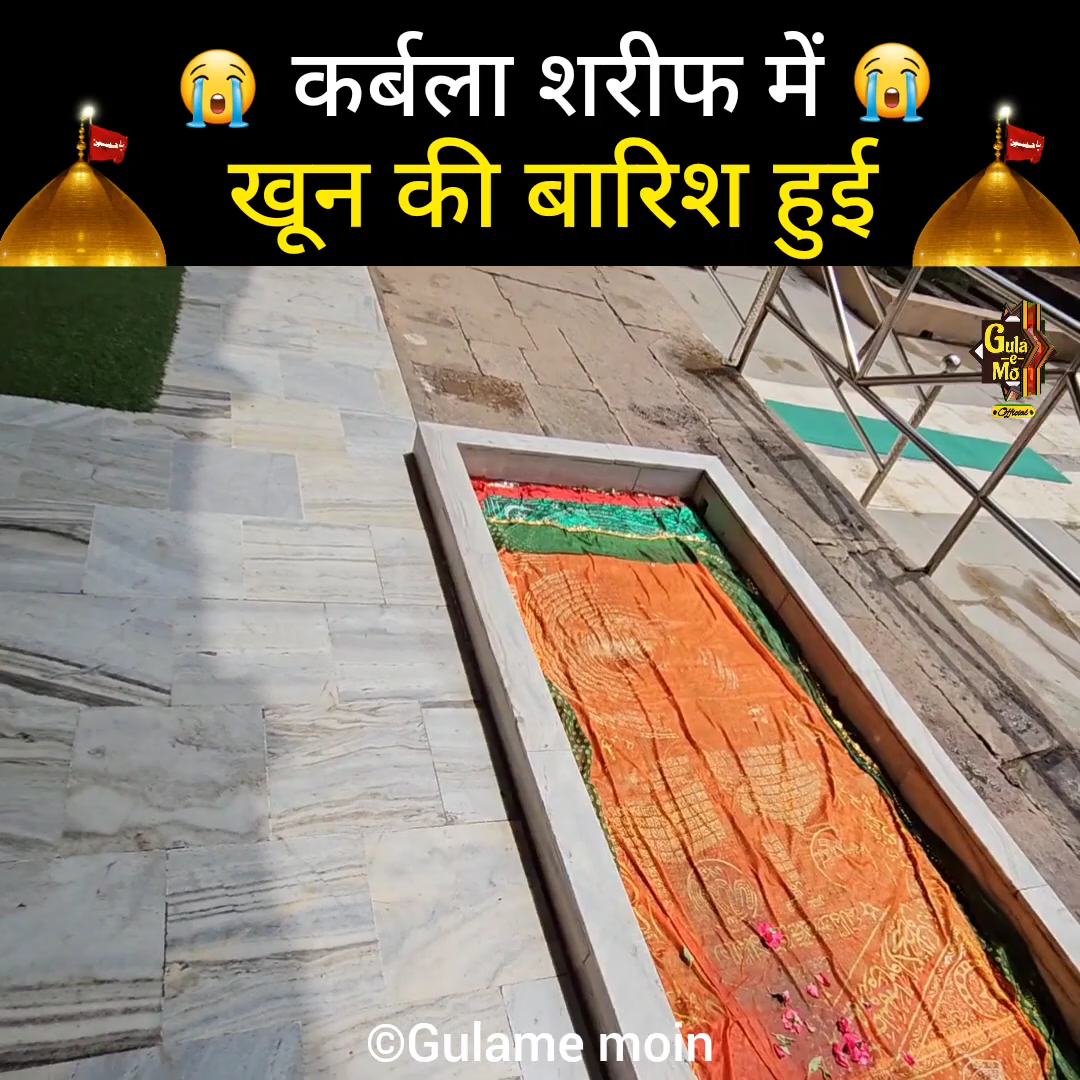 😭 कर्बला शरीफ में 😭
खून की बारिश हुई
Gula
-e-
Mo
Official
©Gulame moin